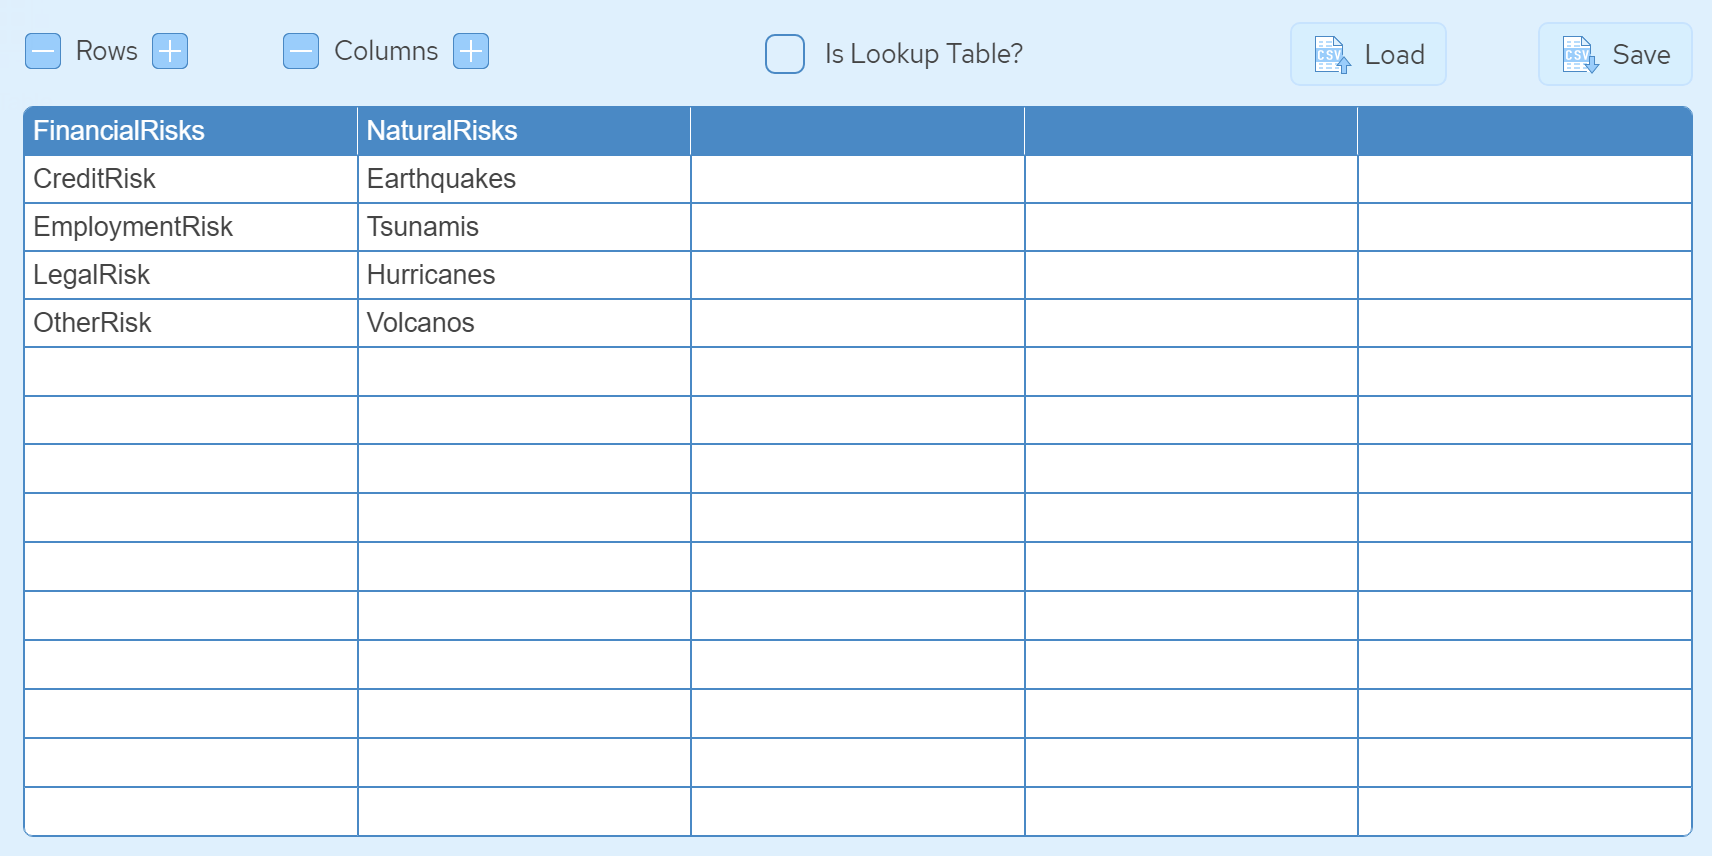 Rows Columns Is Lookup Table? CSV Load CSV Save
FinancialRisks NaturalRisks
CreditRisk Earthquakes
EmploymentRisk Tsunamis
LegalRisk Hurricanes
OtherRisk Volcanos